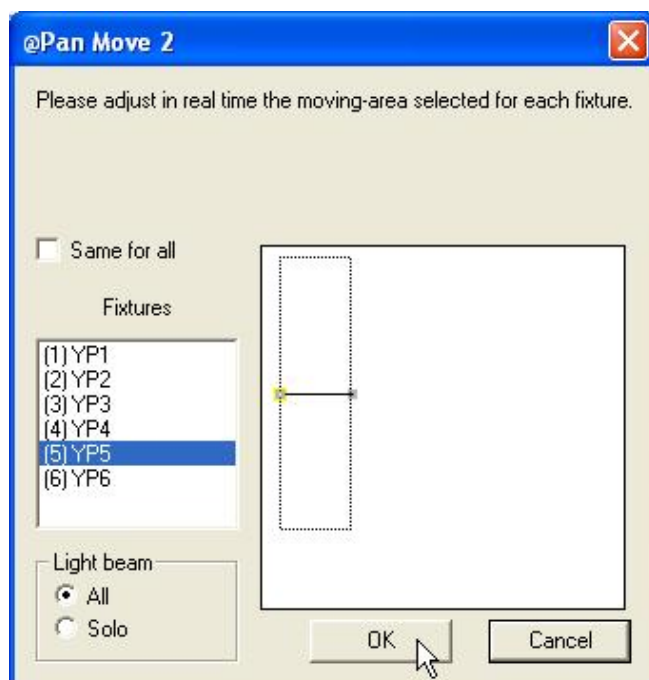 @Pan Move 2
Please adjust in real time the moving-area selected for each fixture.
Same for all
Fixtures
(1) YP1
(2) YP2
(3) YP3
(4) YP4
(5) YP5
(6) YP6
Light beam
All
Solo
OK
Cancel